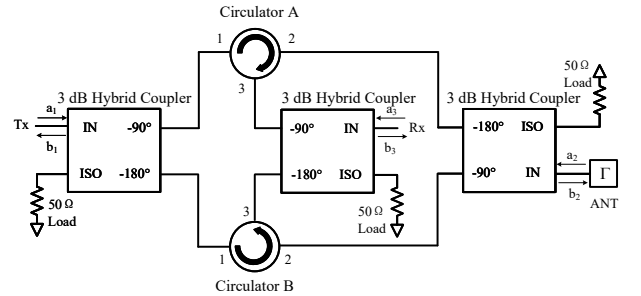 Circulator A
1
2
3
3 dB Hybrid Coupler
3 dB Hybrid Coupler
3 dB Hybrid Coupler
50 Ω
Load
Tx
a1
b1
IN
-90°
ISO
-180°
50 Ω
Load
-90°
IN
-180°
ISO
a3
Rx
b3
50 Ω
Load
-180°
ISO
-90°
IN
a2
b2
Γ
ANT
3
1
2
Circulator B